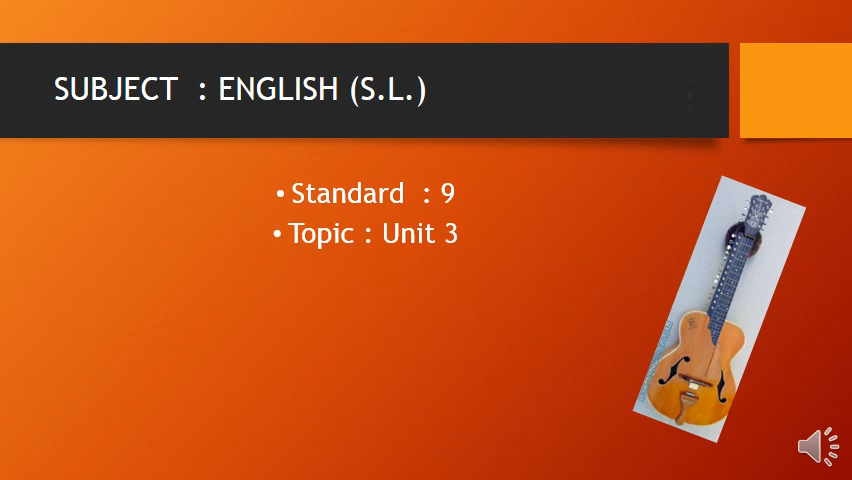 SUBJECT : ENGLISH (S.L.)
• Standard : 9
• Topic : Unit 3